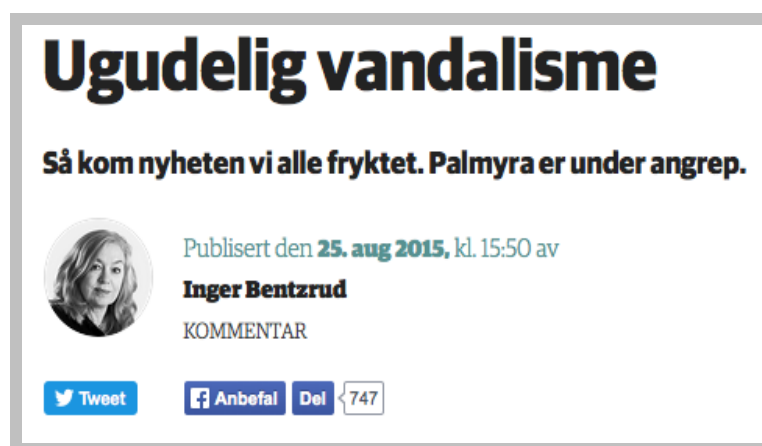 Ugudelig vandalisme
Så kom nyheten vi alle fryktet. Palmyra er under angrep.
Publisert den 25. aug 2015, kl. 15:50 av
Inger Bentzrud
KOMMENTAR
Tweet Anbefal Del 747